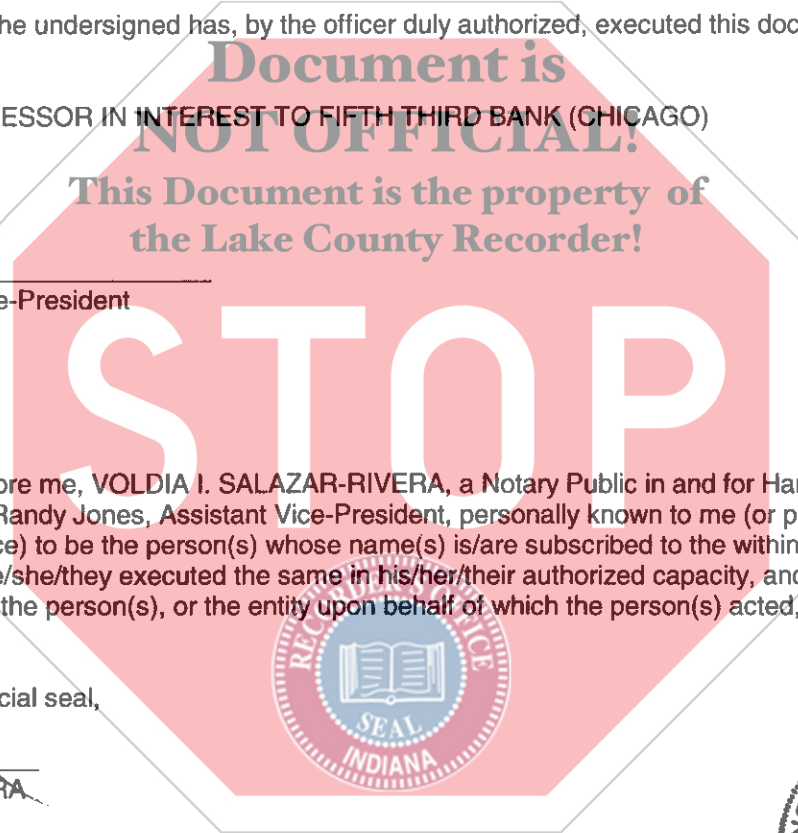 he undersigned has, by the officer duly authorized, executed this doc
Document is
ESSOR IN INTEREST TO FIFTH THIRD BANK (CHICAGO)
NOT OFFICIAL!
This Document is the property of
the Lake County Recorder!
e-President
STOP
ore me, VOLDIA I. SALAZAR-RIVERA, a Notary Public in and for Har
Randy Jones, Assistant Vice-President, personally known to me (or p
ce) to be the person(s) whose name(s) is/are subscribed to the within
e/she/they executed the same in his/her/their authorized capacity, and
the person(s), or the entity upon behalf of which the person(s) acted,
RECORDER'S OFFICE
cial seal,
SEAL
INDIANA
RA